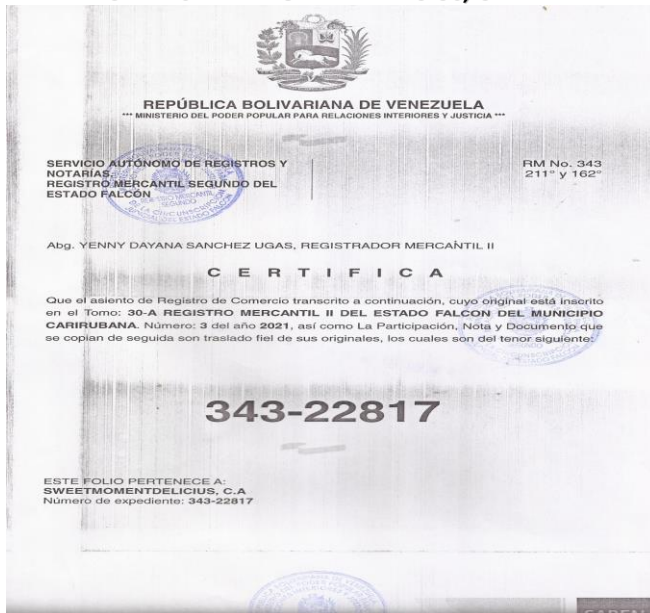 REPÚBLICA BOLIVARIANA DE VENEZUELA
*** MINISTERIO DEL PODER POPULAR PARA RELACIONES INTERIORES Y JUSTICIA ***
SERVICIO AUTÓNOMO DE REGISTROS Y
NOTARÍAS.
REGISTRO MERCANTIL SEGUNDO DEL
ESTADO FALCÓN
RM No. 343
211° y 162°
Abg. YENNY DAYANA SANCHEZ UGAS, REGISTRADOR MERCANTIL II
C E R T I F I C A
Que el asiento de Registro de Comercio transcrito a continuación, cuyo original está inscrito
en el Tomo: 30-A REGISTRO MERCANTIL II DEL ESTADO FALCON DEL MUNICIPIO
CARIRUBANA. Número: 3 del año 2021, así como La Participación, Nota y Documento que
se copian de seguida son traslado fiel de sus originales, los cuales son del tenor siguiente:
343-22817
ESTE FOLIO PERTENECE A:
SWEETMOMENTDELICIUS, C.A
Número de expediente: 343-22817